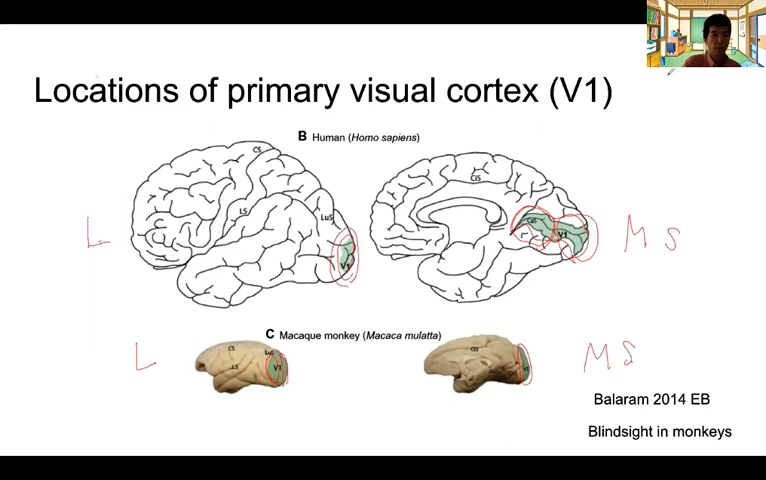 Locations of primary visual cortex (V1)
B Human (Homo sapiens)
CS
CiS
LS
LuS
CaS
V1
V1
L
M S
C Macaque monkey (Macaca mulatta)
CS
LuS
LS
V1
CiS
V1
L
M S
Balaram 2014 EB
Blindsight in monkeys